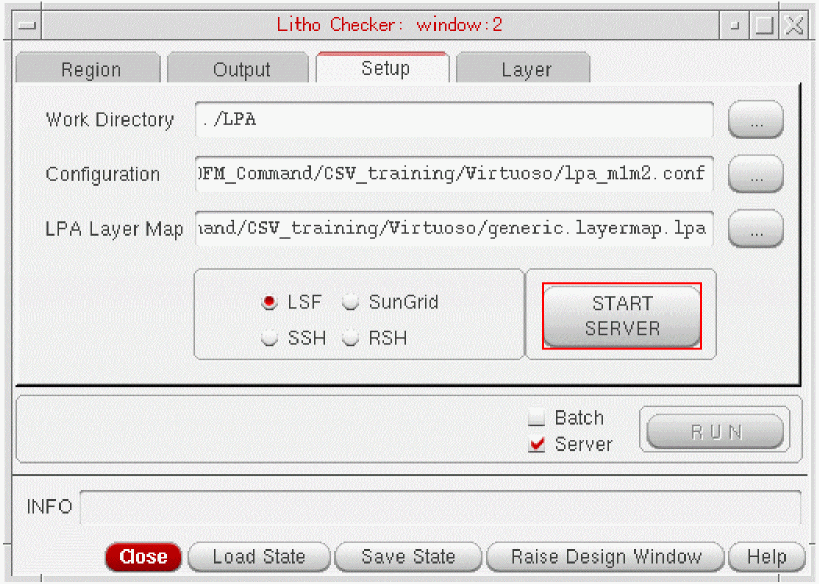 Litho Checker: window:2
Region Output Setup Layer
Work Directory ./LPA ...
Configuration DFM_Command/CSV_training/Virtuoso/lpa_m1m2.conf ...
LPA Layer Map mand/CSV_training/Virtuoso/generic.layermap.lpa ...
LSF SunGrid
SSH RSH
START
SERVER
Batch
Server
RUN
INFO
Close Load State Save State Raise Design Window Help